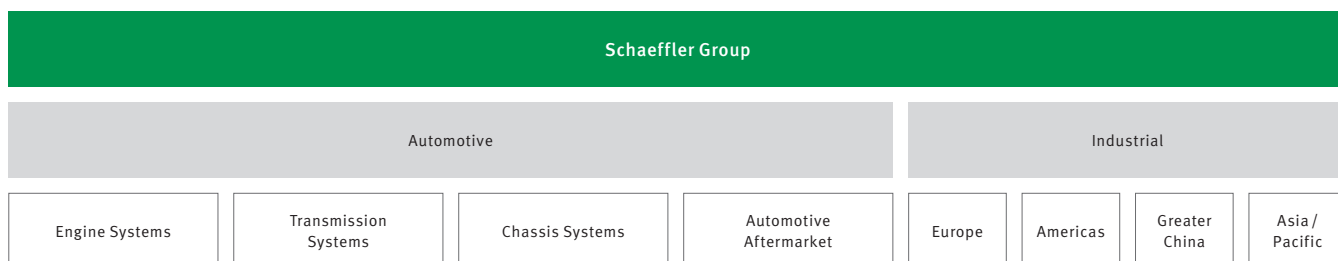 Schaeffler Group
Automotive
Industrial
Engine Systems
Transmission
Systems
Chassis Systems
Automotive
Aftermarket
Europe
Americas
Greater
China
Asia /
Pacific